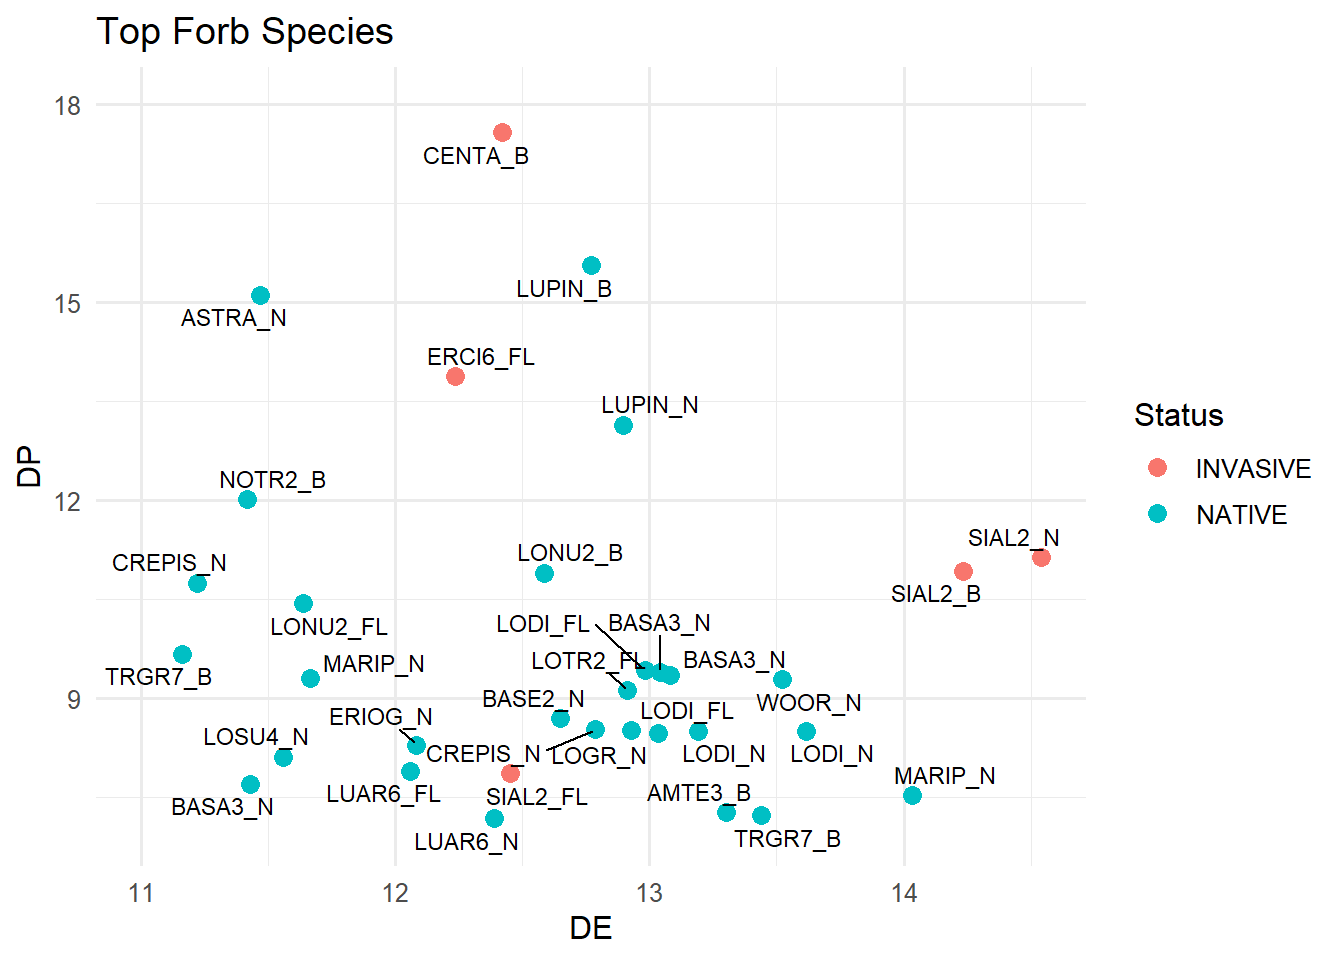 Top Forb Species
18
CENTA_B
LUPIN_B
15
ASTRA_N
ERCI6_FL
LUPIN_N
Status
DP
INVASIVE
NOTR2_B
12
NATIVE
SIAL2_N
LONU2_B
CREPIS_N
SIAL2_B
LODI_FL
BASA3_N
LONU2_FL
LOTR2_FL
BASA3_N
MARIP_N
TRGR7_B
9
BASE2_N
WOOR_N
LODI_FL
ERIOG_N
LOSU4_N
CREPIS_N
LOGR_N
LODI_N
LODI_N
MARIP_N
LUAR6_FL
SIAL2_FL
AMTE3_B
BASA3_N
LUAR6_N
TRGR7_B
11
12
13
14
DE